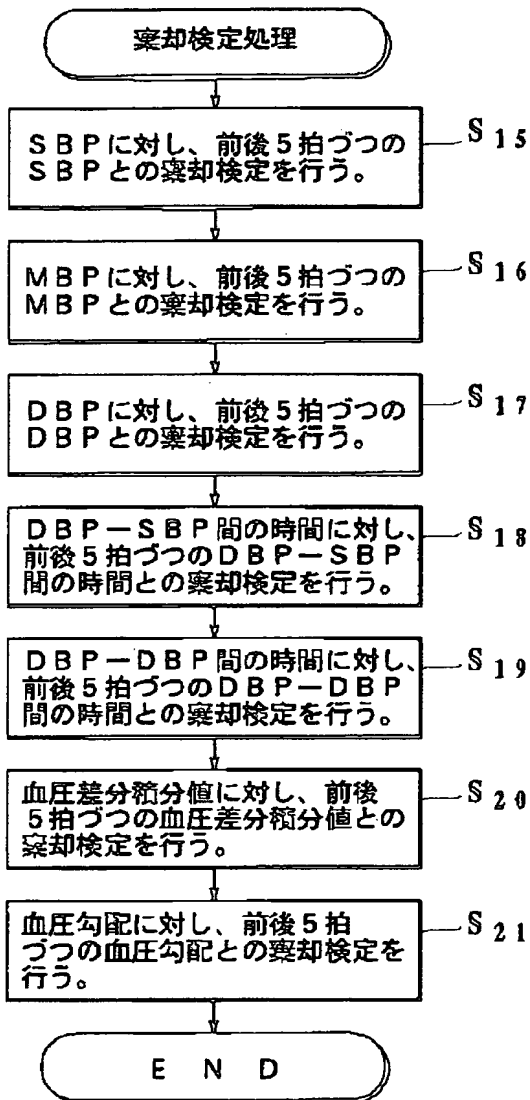 棄却検定処理
SBPに対し、前後5拍づつの
SBPとの棄却検定を行う。
S15
MBPに対し、前後5拍づつの
MBPとの棄却検定を行う。
S16
DBPに対し、前後5拍づつの
DBPとの棄却検定を行う。
S17
DBP－SBP間の時間に対し、
前後5拍づつのDBP－SBP
間の時間との棄却検定を行う。
S18
DBP－DBP間の時間に対し、
前後5拍づつのDBP－DBP
間の時間との棄却検定を行う。
S19
血圧差分積分値に対し、前後
5拍づつの血圧差分積分値との
棄却検定を行う。
S20
血圧勾配に対し、前後5拍
づつの血圧勾配との棄却検定を
行う。
S21
END